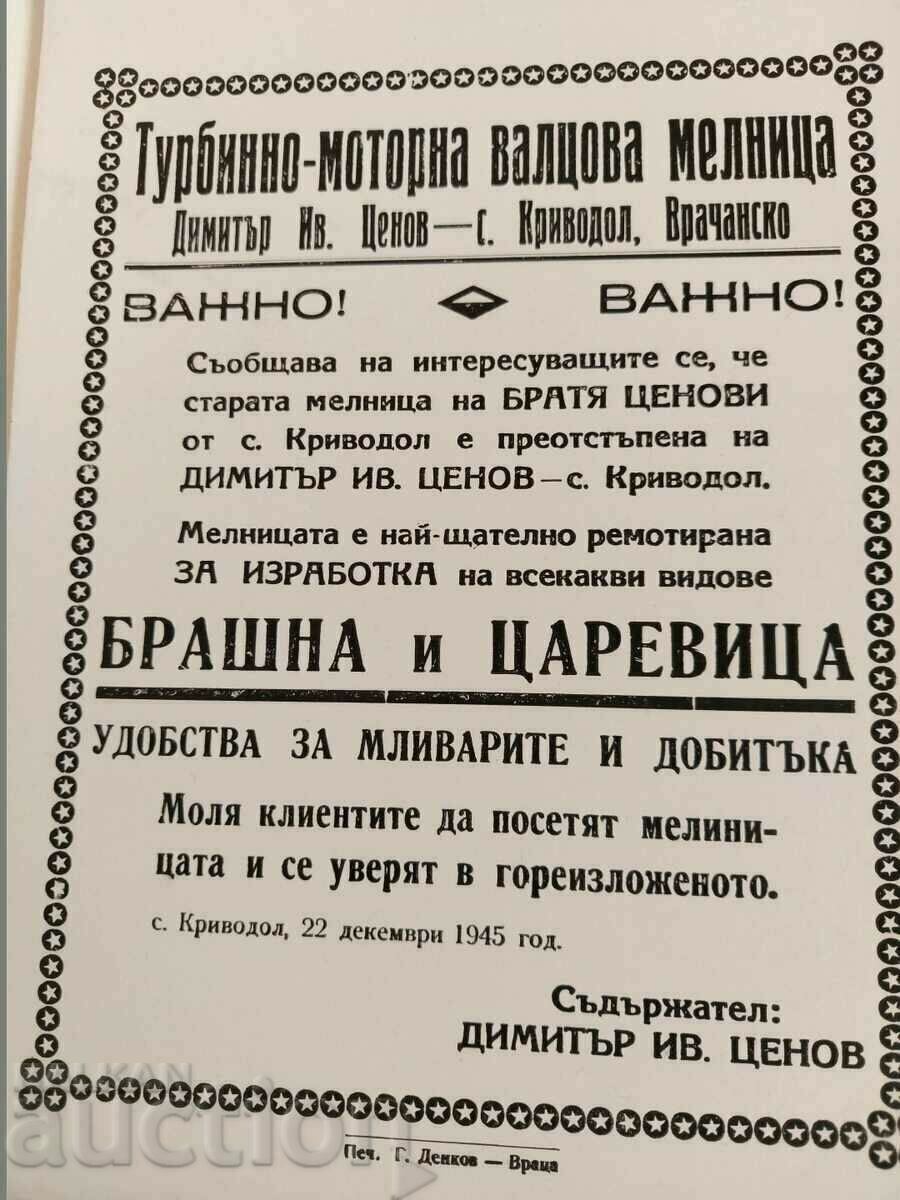 Турбинно-моторна валцова мелница
Димитър Ив. Ценов — с. Криводол, Врачанско
ВАЖНО! ВАЖНО!
Съобщава на интересуващите се, че
старата мелница на БРАТЯ ЦЕНОВИ
от с. Криводол е преотстъпена на
ДИМИТЪР ИВ. ЦЕНОВ — с. Криводол.
Мелницата е най-щателно ремотирана
ЗА ИЗРАБОТКА на всекакви видове
БРАШНА и ЦАРЕВИЦА
УДОБСТВА ЗА МЛИВАРИТЕ И ДОБИТЪКА
Моля клиентите да посетят мелини-
цата и се уверят в гореизложеното.
с. Криводол, 22 декември 1945 год.
Съдържател:
ДИМИТЪР ИВ. ЦЕНОВ
BALKAN
auction
Печ. Г. Денков — Враца